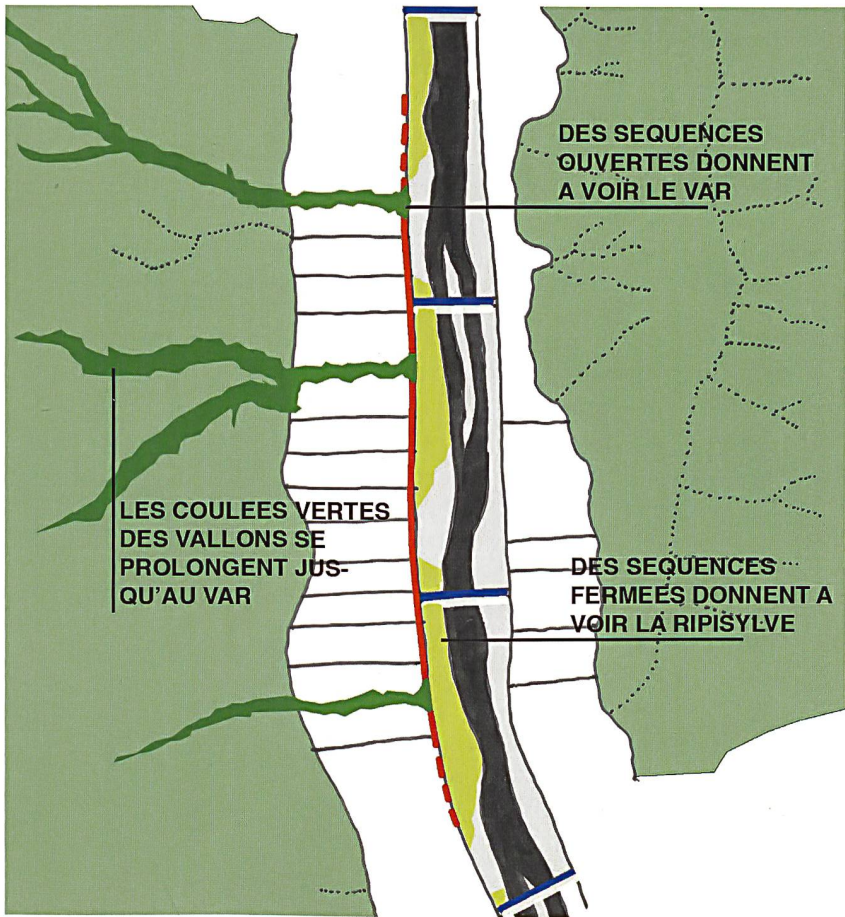 DES SEQUENCES
OUVERTES DONNENT
A VOIR LE VAR
LES COULEES VERTES
DES VALLONS SE
PROLONGENT JUS-
QU'AU VAR
DES SEQUENCES
FERMEES DONNENT A
VOIR LA RIPISYLVE